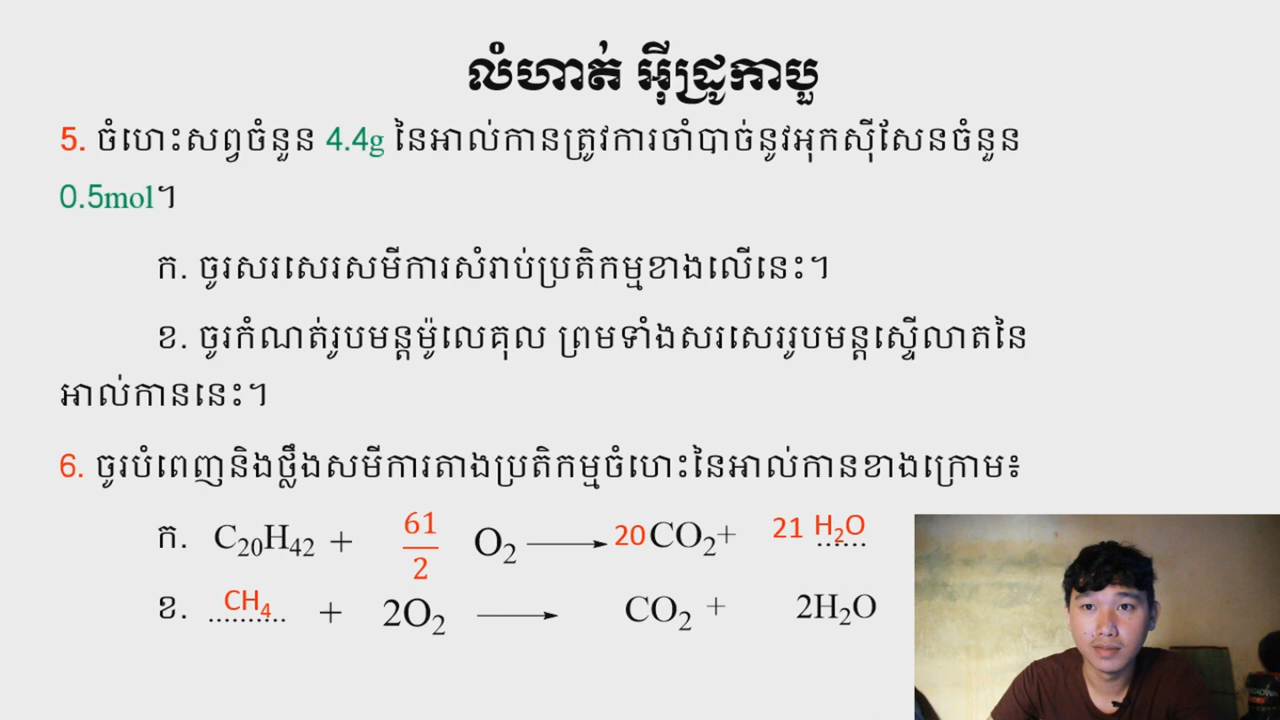 លំហាត់ អ៊ីដ្រូកាបួ
5. ចំហេះសព្វចំនួន 4.4g នៃអាល់កានត្រូវការចាំបាច់នូវអុកស៊ីសែនចំនួន
0.5mol។
ក. ចូរសរសេរសមីការសំរាប់ប្រតិកម្មខាងលើនេះ។
ខ. ចូរកំណត់រូបមន្តម៉ូលេគុល ព្រមទាំងសរសេររូបមន្តស្ទើលាតនៃ
អាល់កាននេះ។
6. ចូរបំពេញនិងថ្លឹងសមីការតាងប្រតិកម្មចំហេះនៃអាល់កានខាងក្រោម៖
ក. C₂₀H₄₂ + 61/2 O₂ ⟶ 20CO₂+ 21 H₂O ......
ខ. CH₄ .......... + 2O₂ ⟶ CO₂ + 2H₂O